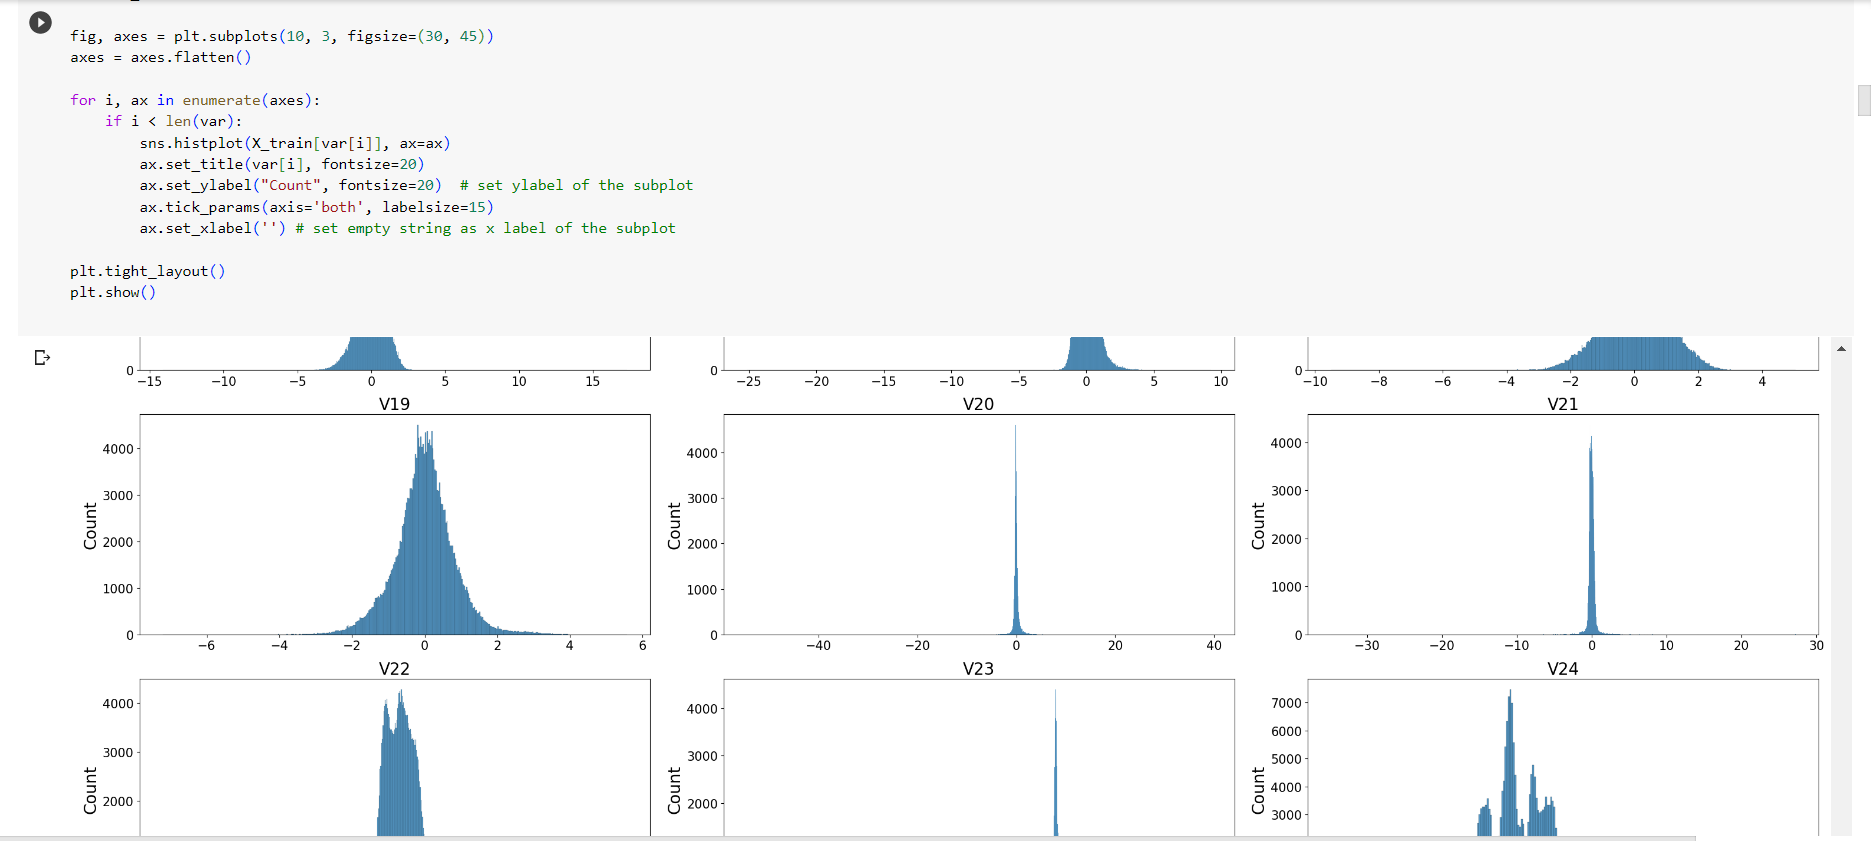 fig, axes = plt.subplots(10, 3, figsize=(30, 45))
axes = axes.flatten()
for i, ax in enumerate(axes):
    if i < len(var):
        sns.histplot(X_train[var[i]], ax=ax)
        ax.set_title(var[i], fontsize=20)
        ax.set_ylabel("Count", fontsize=20)  # set ylabel of the subplot
        ax.tick_params(axis='both', labelsize=15)
        ax.set_xlabel('') # set empty string as x label of the subplot
plt.tight_layout()
plt.show()
0
−15 −10 −5 0 5 10 15
0
−25 −20 −15 −10 −5 0 5 10
0
−10 −8 −6 −4 −2 0 2 4
V19
Count
4000
3000
2000
1000
0
−6 −4 −2 0 2 4 6
V20
Count
4000
3000
2000
1000
0
−40 −20 0 20 40
V21
Count
4000
3000
2000
1000
0
−30 −20 −10 0 10 20 30
V22
Count
4000
3000
2000
V23
Count
4000
3000
2000
V24
Count
7000
6000
5000
4000
3000